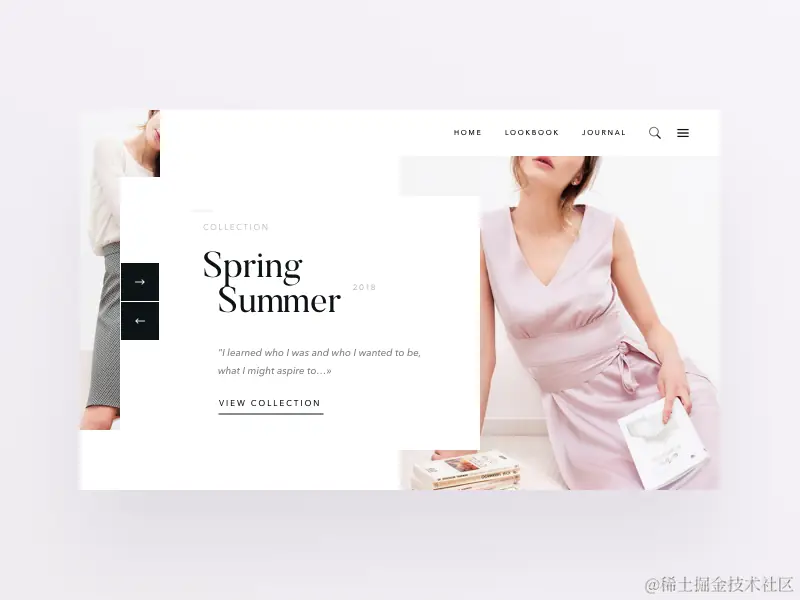 HOME LOOKBOOK JOURNAL
COLLECTION
Spring
Summer
2018
"I learned who I was and who I wanted to be,
what I might aspire to…»
VIEW COLLECTION
@稀土掘金技术社区